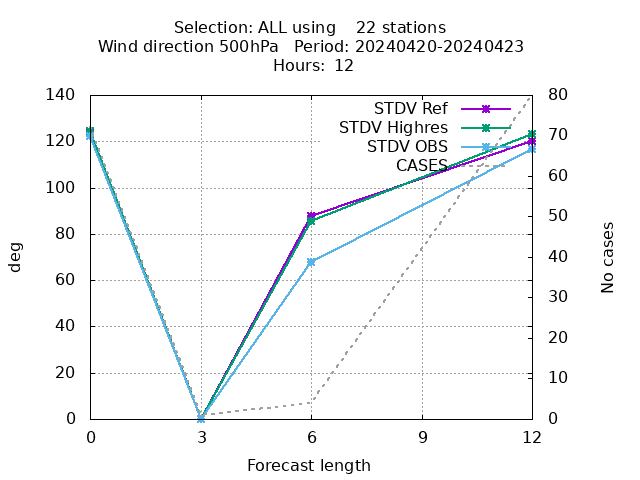 Selection: ALL using    22 stations
Wind direction 500hPa   Period: 20240420-20240423
Hours: 12
140
120
100
80
60
40
20
0
80
70
60
50
40
30
20
10
0
STDV Ref
STDV Highres
STDV OBS
CASES
deg
No cases
0 3 6 9 12
Forecast length